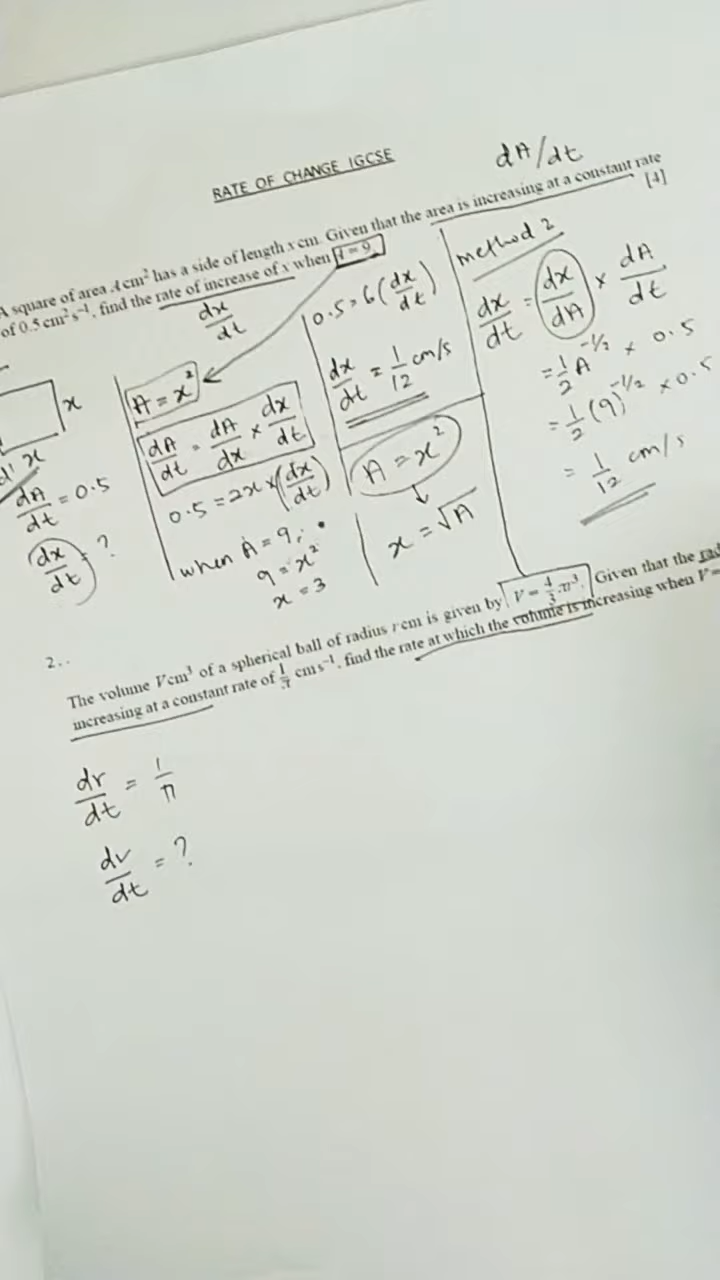 RATE OF CHANGE IGCSE
dA/dt
A square of area A cm² has a side of length x cm. Given that the area is increasing at a constant rate
of 0.5 cm² s⁻¹, find the rate of increase of x when A = 9.
[4]
dx/dt
x
x
dA/dt = 0.5
dx/dt = ?
A = x²
dA/dt = dA/dx × dx/dt
0.5 = 2x × (dx/dt)
when A = 9,
9 = x²
x = 3
0.5 = 6(dx/dt)
dx/dt = 1/12 cm/s
A = x²
↓
x = √A
method 2
dx/dt = dx/dA × dA/dt
= 1/2 A^-1/2 × 0.5
= 1/2 (9)^-1/2 × 0.5
= 1/12 cm/s
2..
The volume V cm³ of a spherical ball of radius r cm is given by V = 4/3 πr³. Given that the
increasing at a constant rate of 1/π cm s⁻¹, find the rate at which the volume is increasing when V =
dr/dt = 1/π
dv/dt = ?